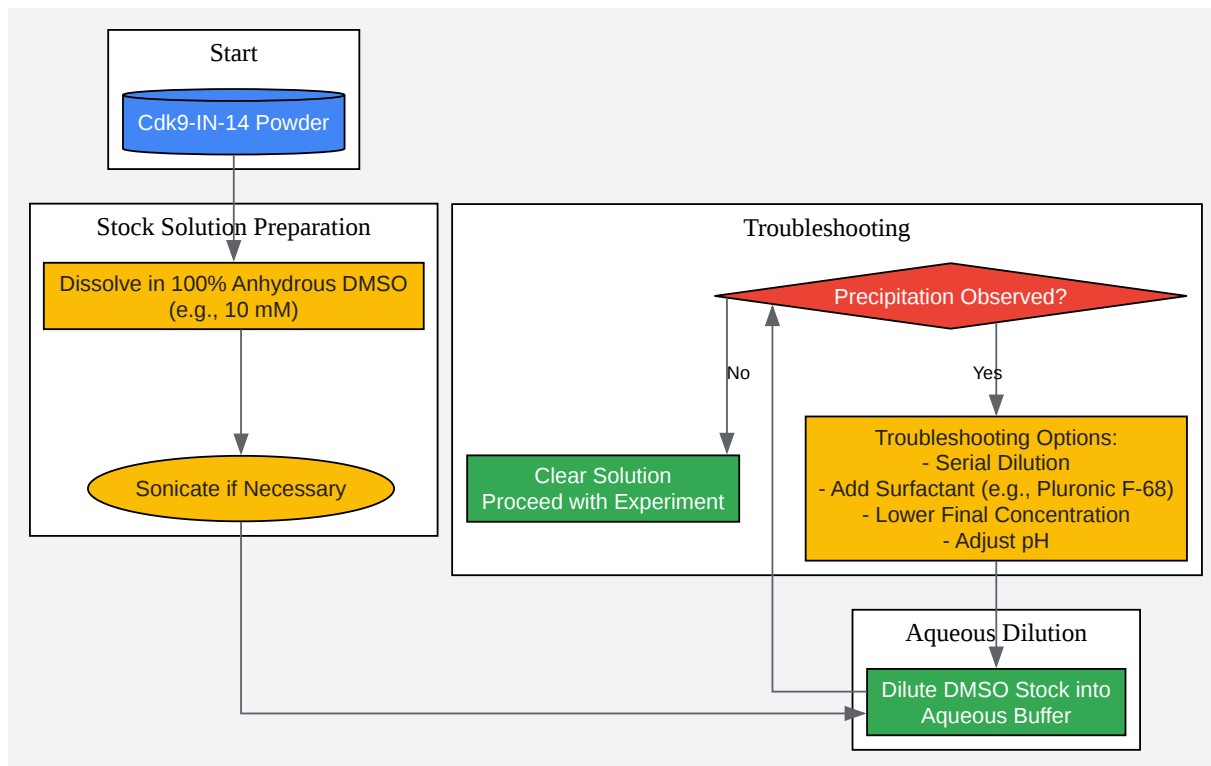 Start
Cdk9-IN-14 Powder
Stock Solution Preparation
Dissolve in 100% Anhydrous DMSO
(e.g., 10 mM)
Sonicate if Necessary
Troubleshooting
Precipitation Observed?
No
Yes
Clear Solution
Proceed with Experiment
Troubleshooting Options:
- Serial Dilution
- Add Surfactant (e.g., Pluronic F-68)
- Lower Final Concentration
- Adjust pH
Aqueous Dilution
Dilute DMSO Stock into
Aqueous Buffer